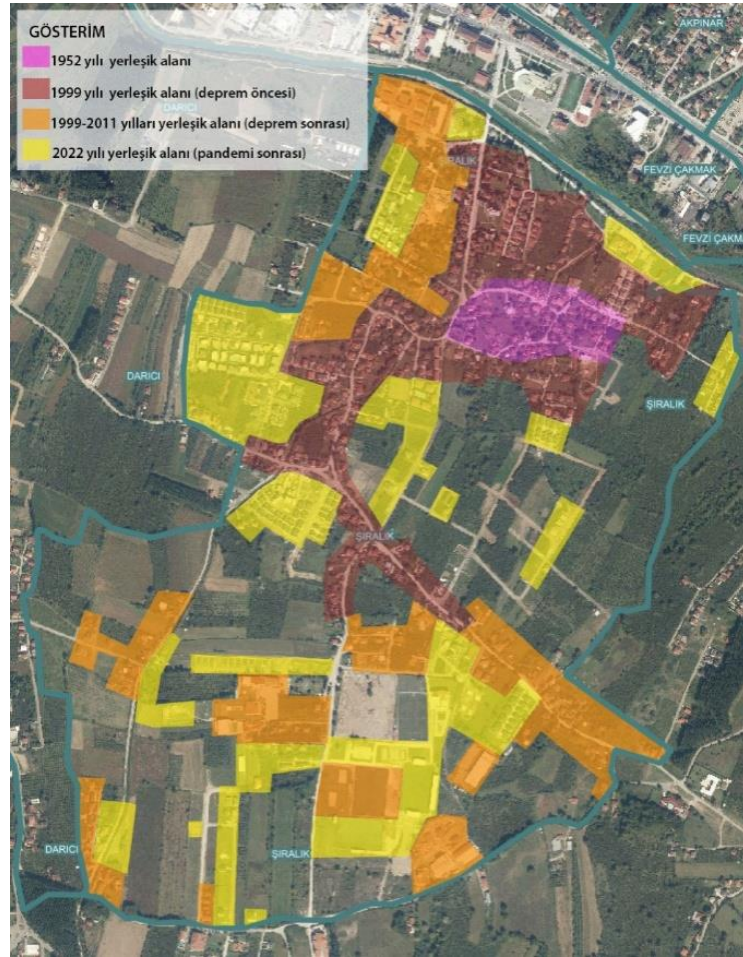 GÖSTERİM
1952 yılı yerleşik alanı
1999 yılı yerleşik alanı (deprem öncesi)
1999-2011 yılları yerleşik alanı (deprem sonrası)
2022 yılı yerleşik alanı (pandemi sonrası)
AKPINAR
DARICI
ŞIRALIK
FEVZİ ÇAKMAK
FEVZİ ÇAKMA
DARICI
ŞIRALIK
ŞIRALIK
DARICI
ŞIRALIK